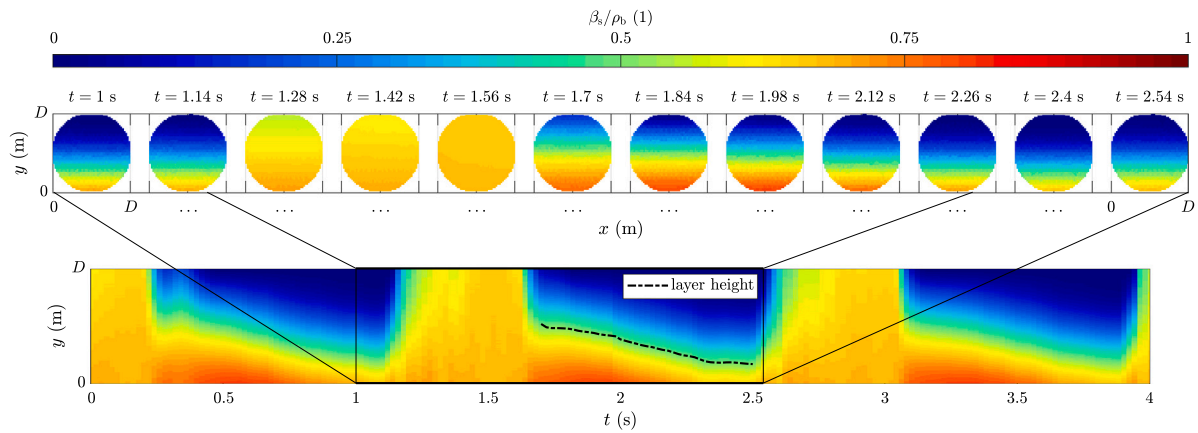 βs/ρb (1)
0 0.25 0.5 0.75 1
t = 1 s t = 1.14 s t = 1.28 s t = 1.42 s t = 1.56 s t = 1.7 s t = 1.84 s t = 1.98 s t = 2.12 s t = 2.26 s t = 2.4 s t = 2.54 s
D
y (m)
0
0 D ... ... ... ... ... ... ... ... ... ... 0 D
x (m)
D
layer height
y (m)
0
0 0.5 1 1.5 2 2.5 3 3.5 4
t (s)